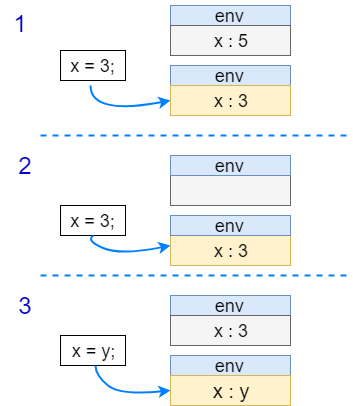 1
env
x : 5
x = 3;
env
x : 3
2
env
x = 3;
env
x : 3
3
env
x : 3
x = y;
env
x : y